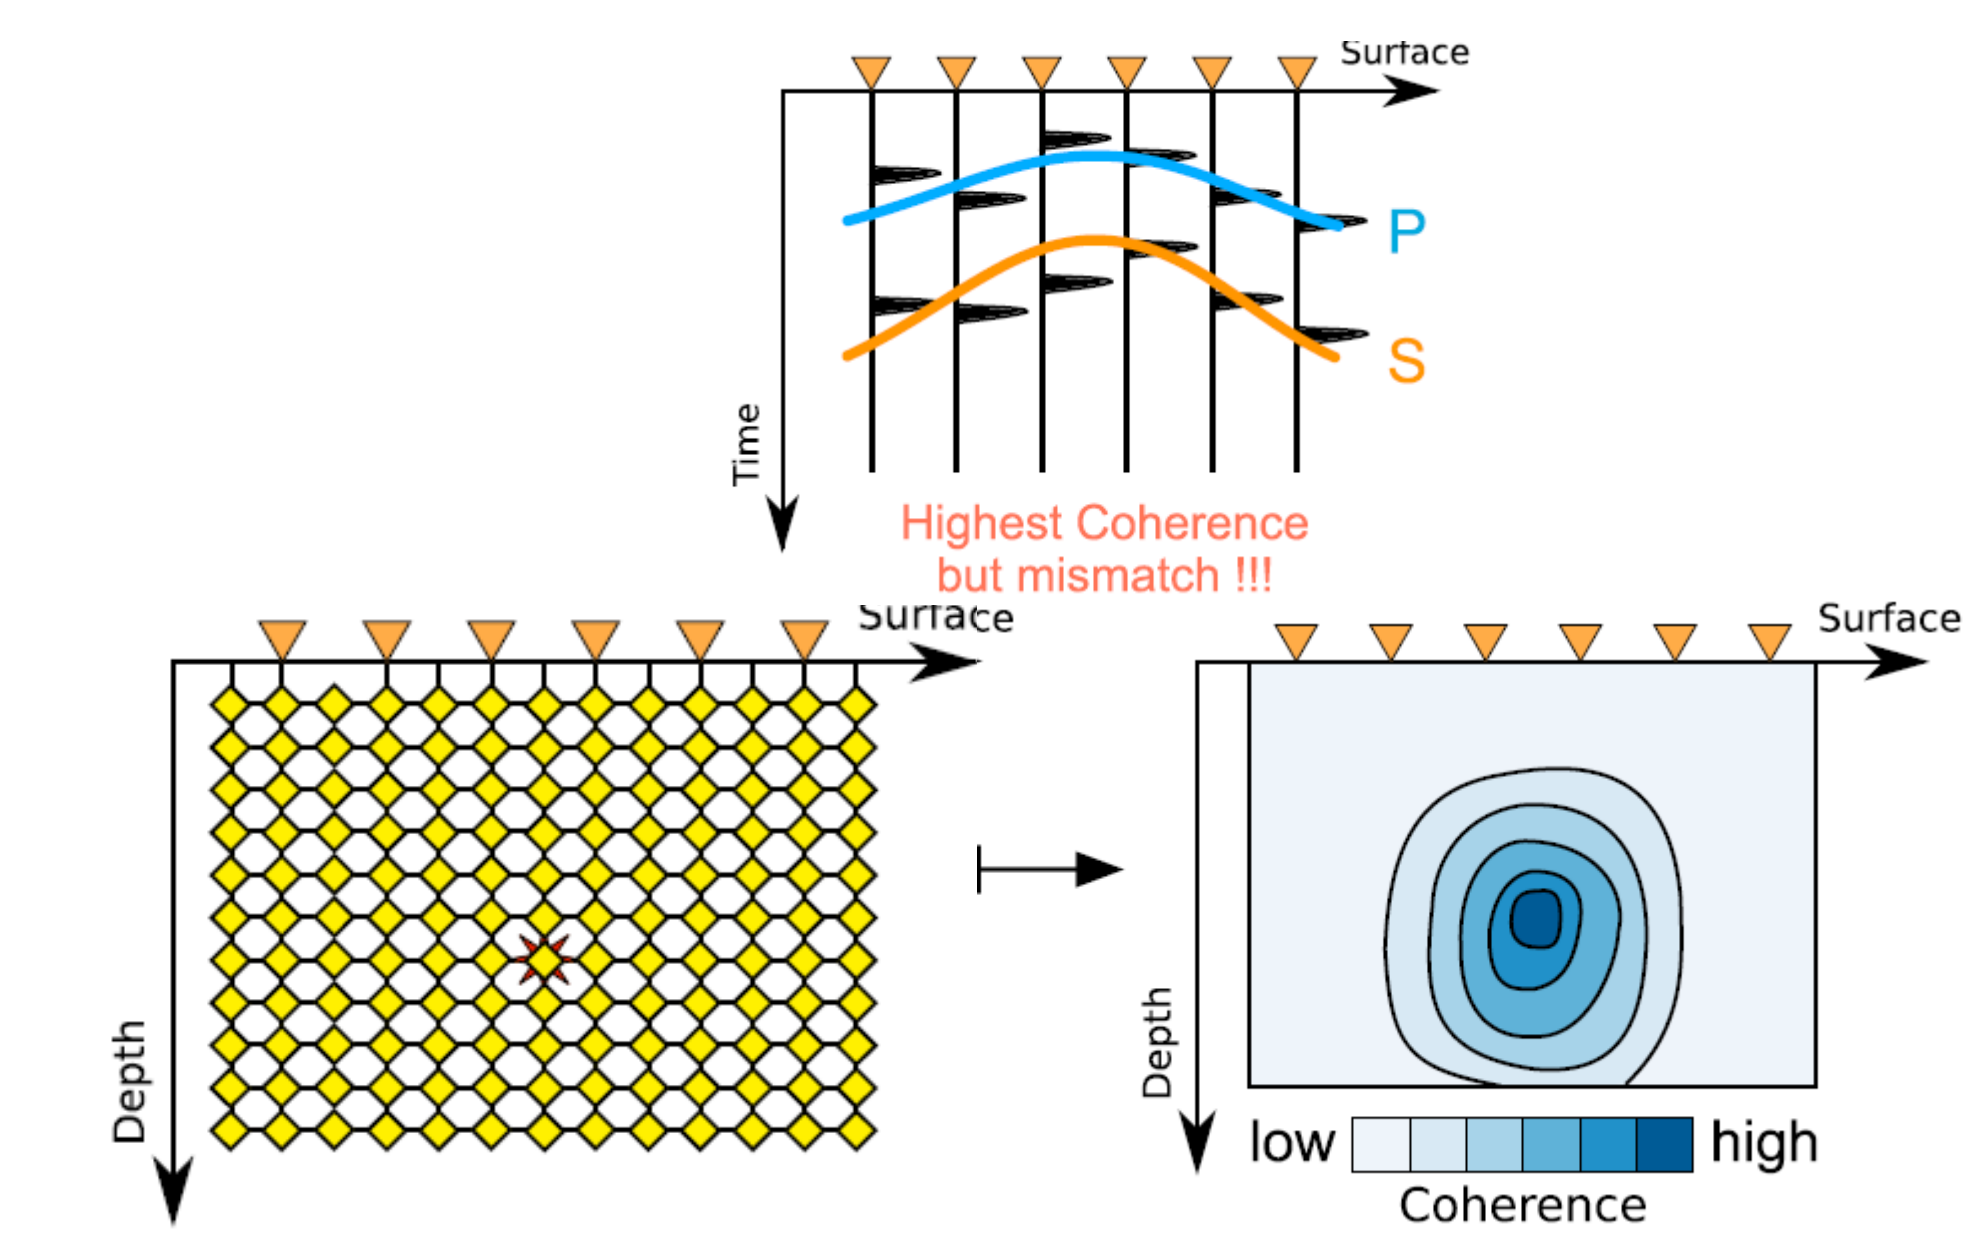 Surface
P
S
Time
Highest Coherence
but mismatch !!!
Surface
Surface
Depth
Depth
low
high
Coherence